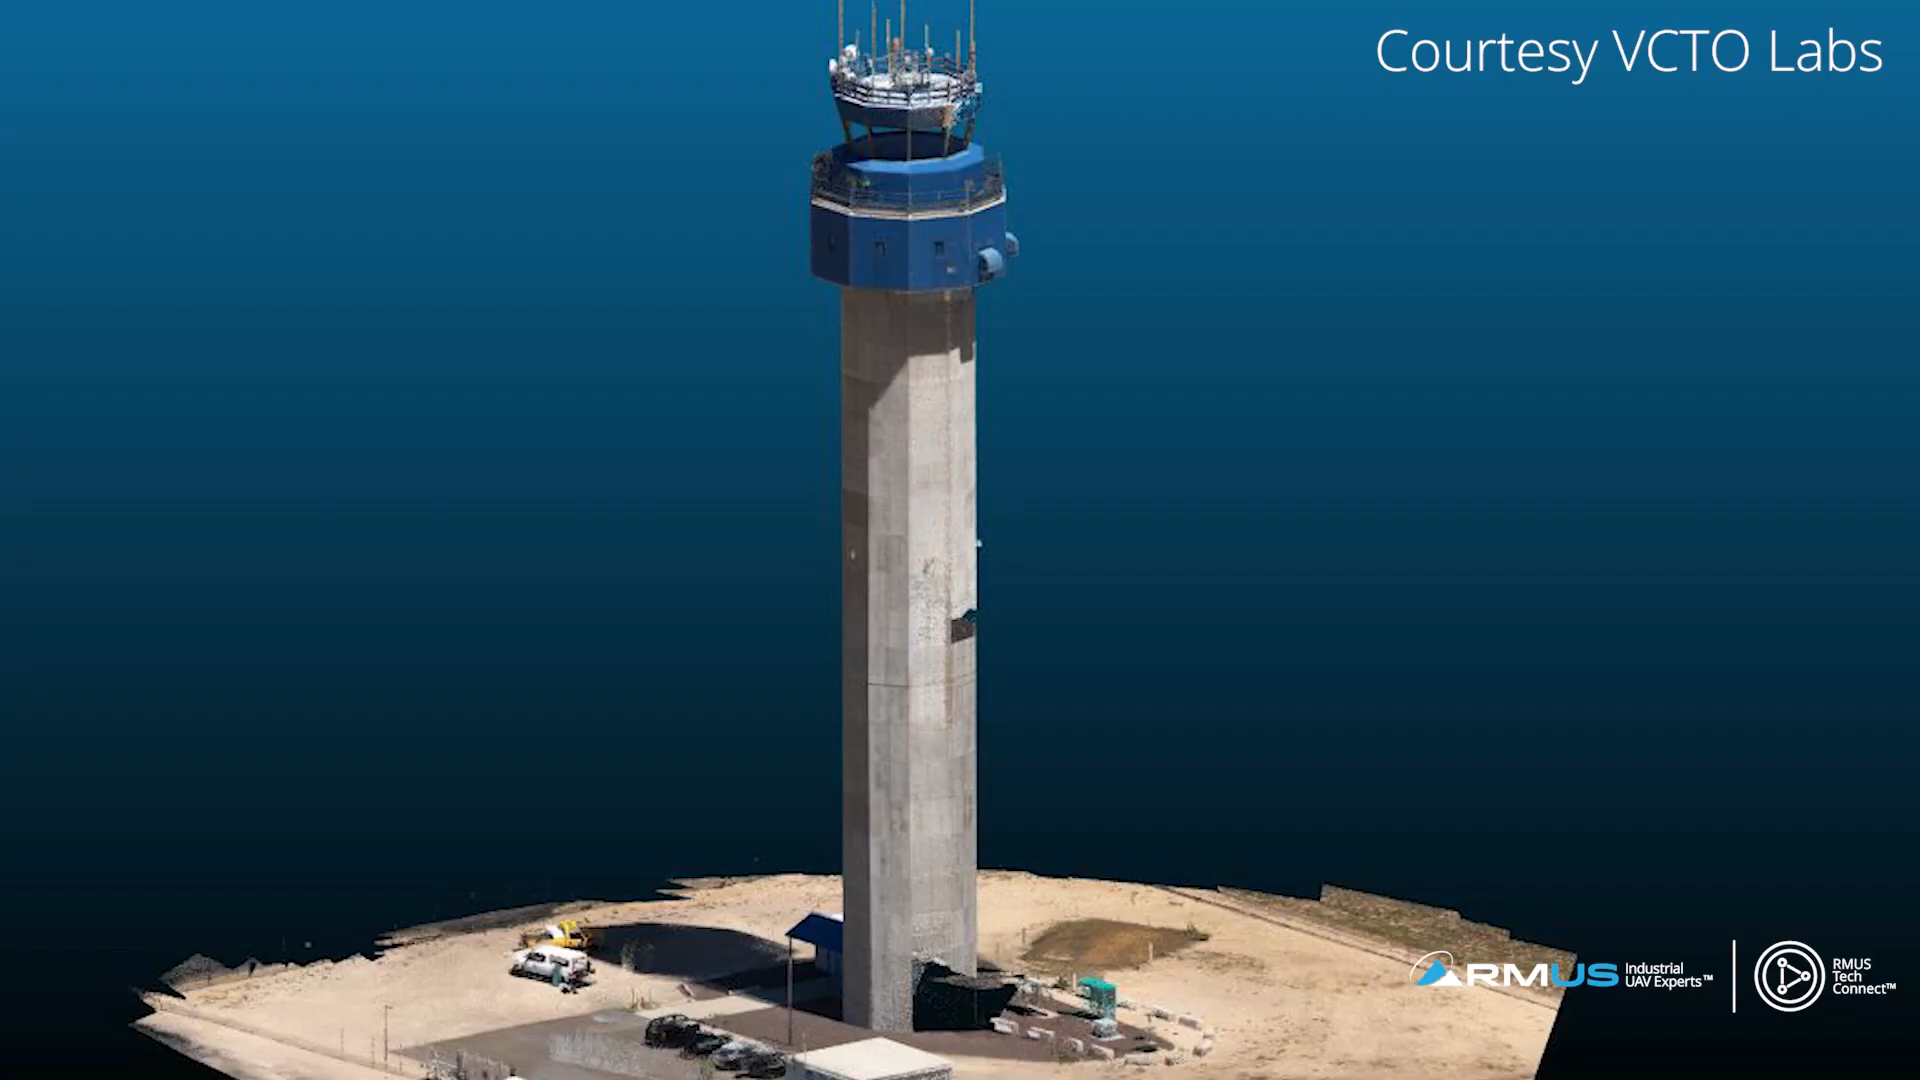 Courtesy VCTO Labs
RMUS Industrial
UAV Experts™
RMUS
Tech
Connect™